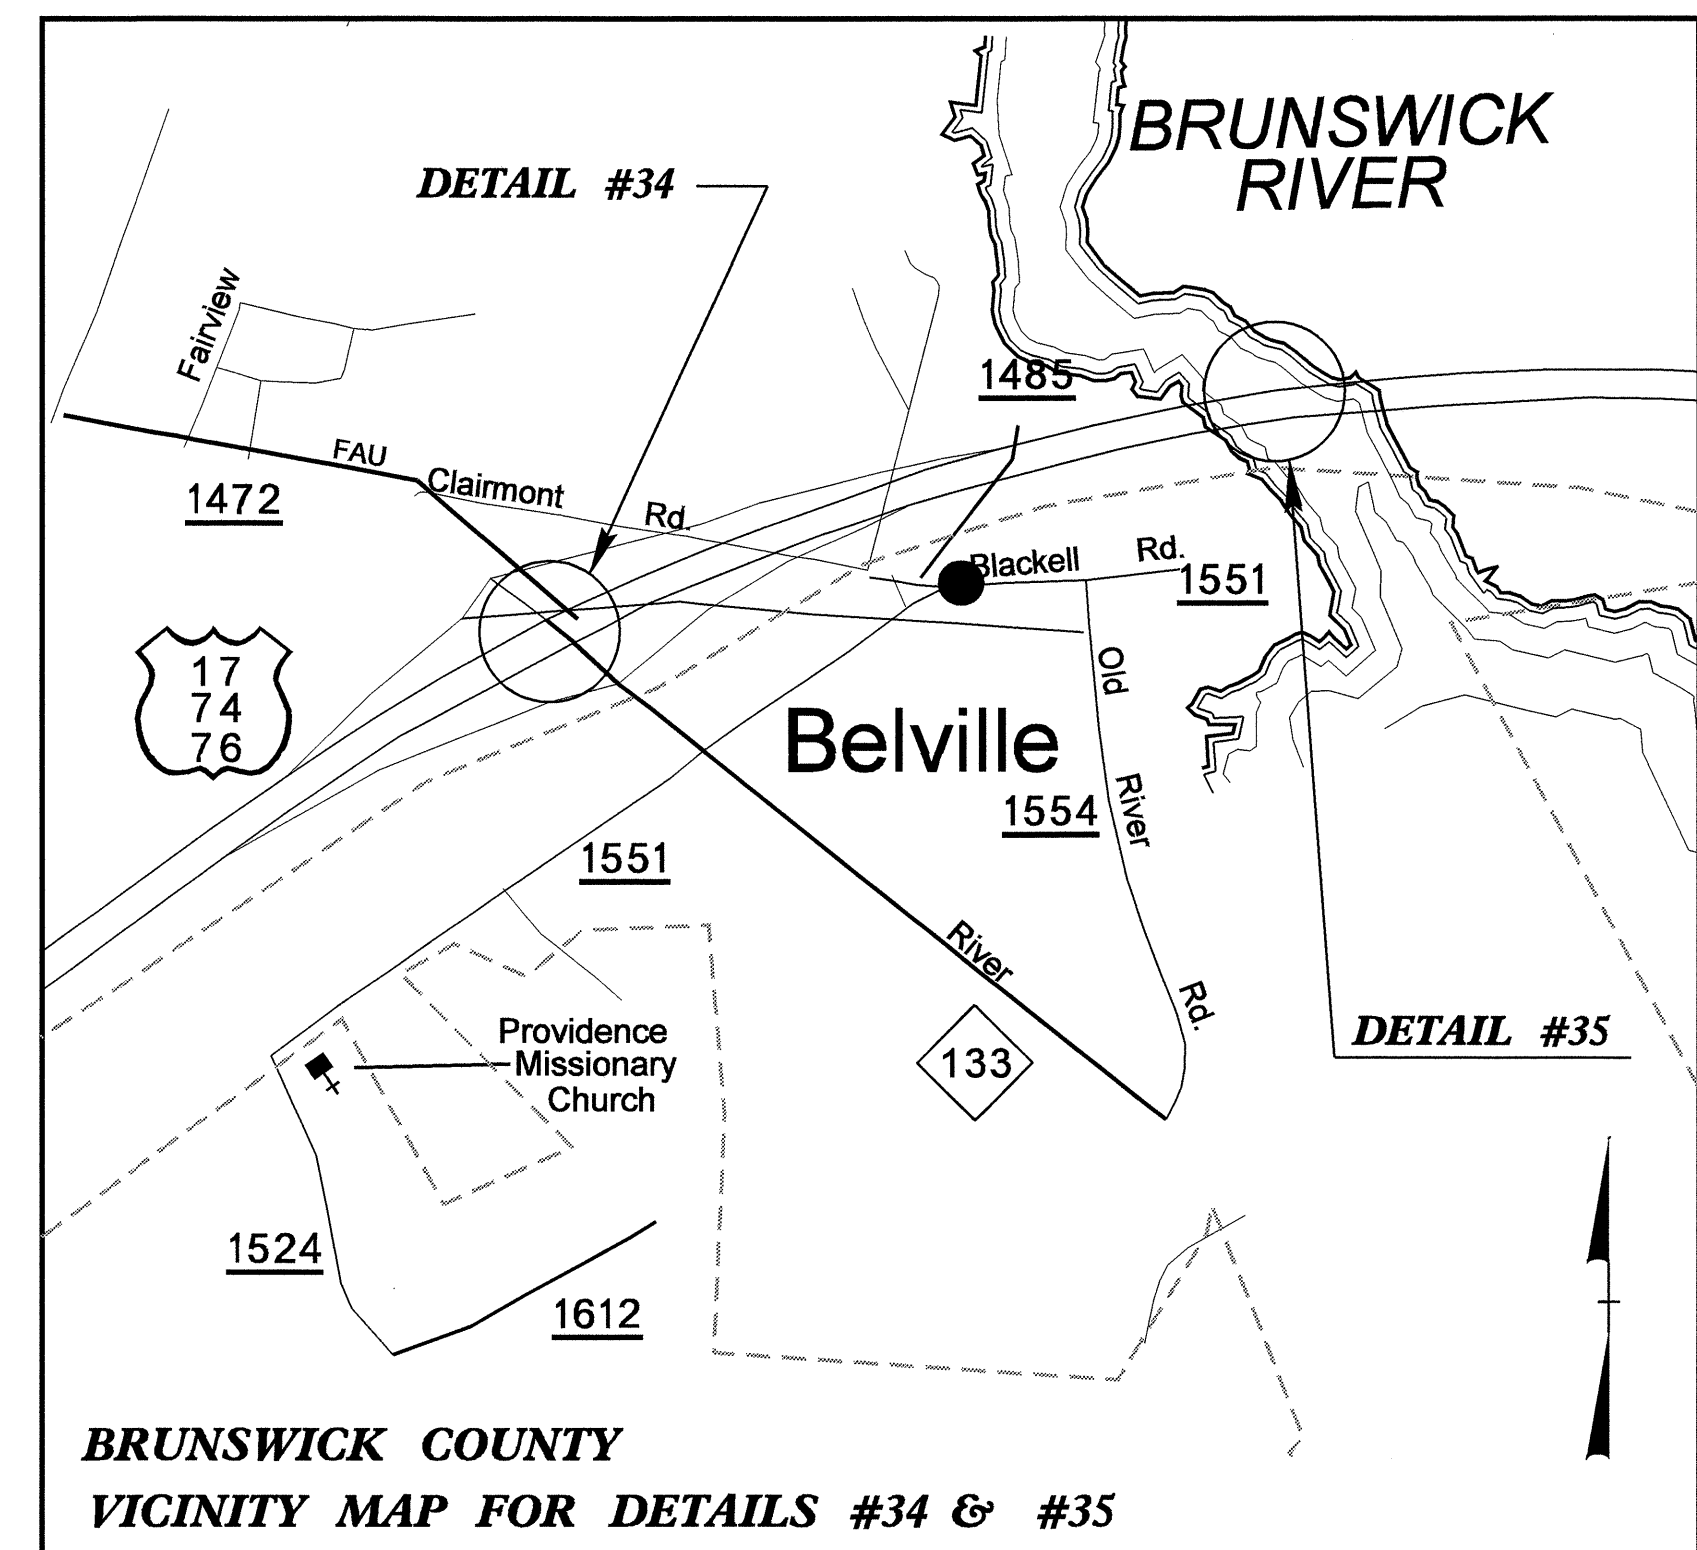 BRUNSWICK
RIVER
DETAIL #34
Fairview
1485
FAU
Clairmont Rd.
1472
Blackell Rd.
1551
17
74
76
Old River Rd.
Belville
1554
1551
River
133
DETAIL #35
Providence
Missionary
Church
1524
1612
BRUNSWICK COUNTY
VICINITY MAP FOR DETAILS #34 & #35